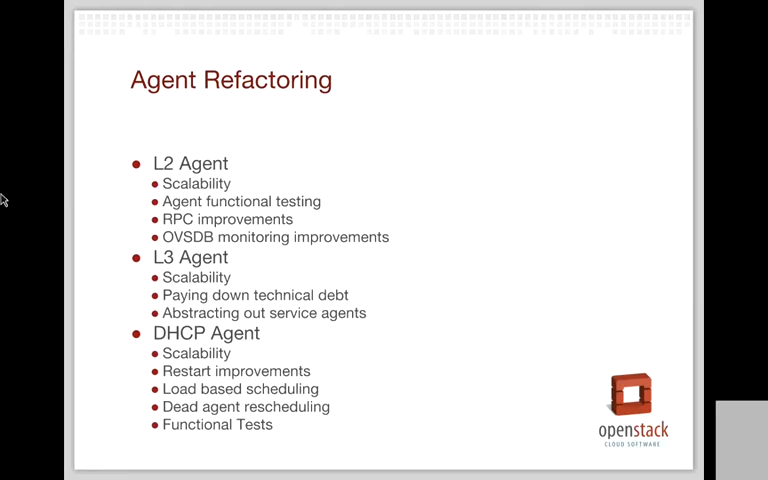 Agent Refactoring
L2 Agent
Scalability
Agent functional testing
RPC improvements
OVSDB monitoring improvements
L3 Agent
Scalability
Paying down technical debt
Abstracting out service agents
DHCP Agent
Scalability
Restart improvements
Load based scheduling
Dead agent rescheduling
Functional Tests
openstack
CLOUD SOFTWARE